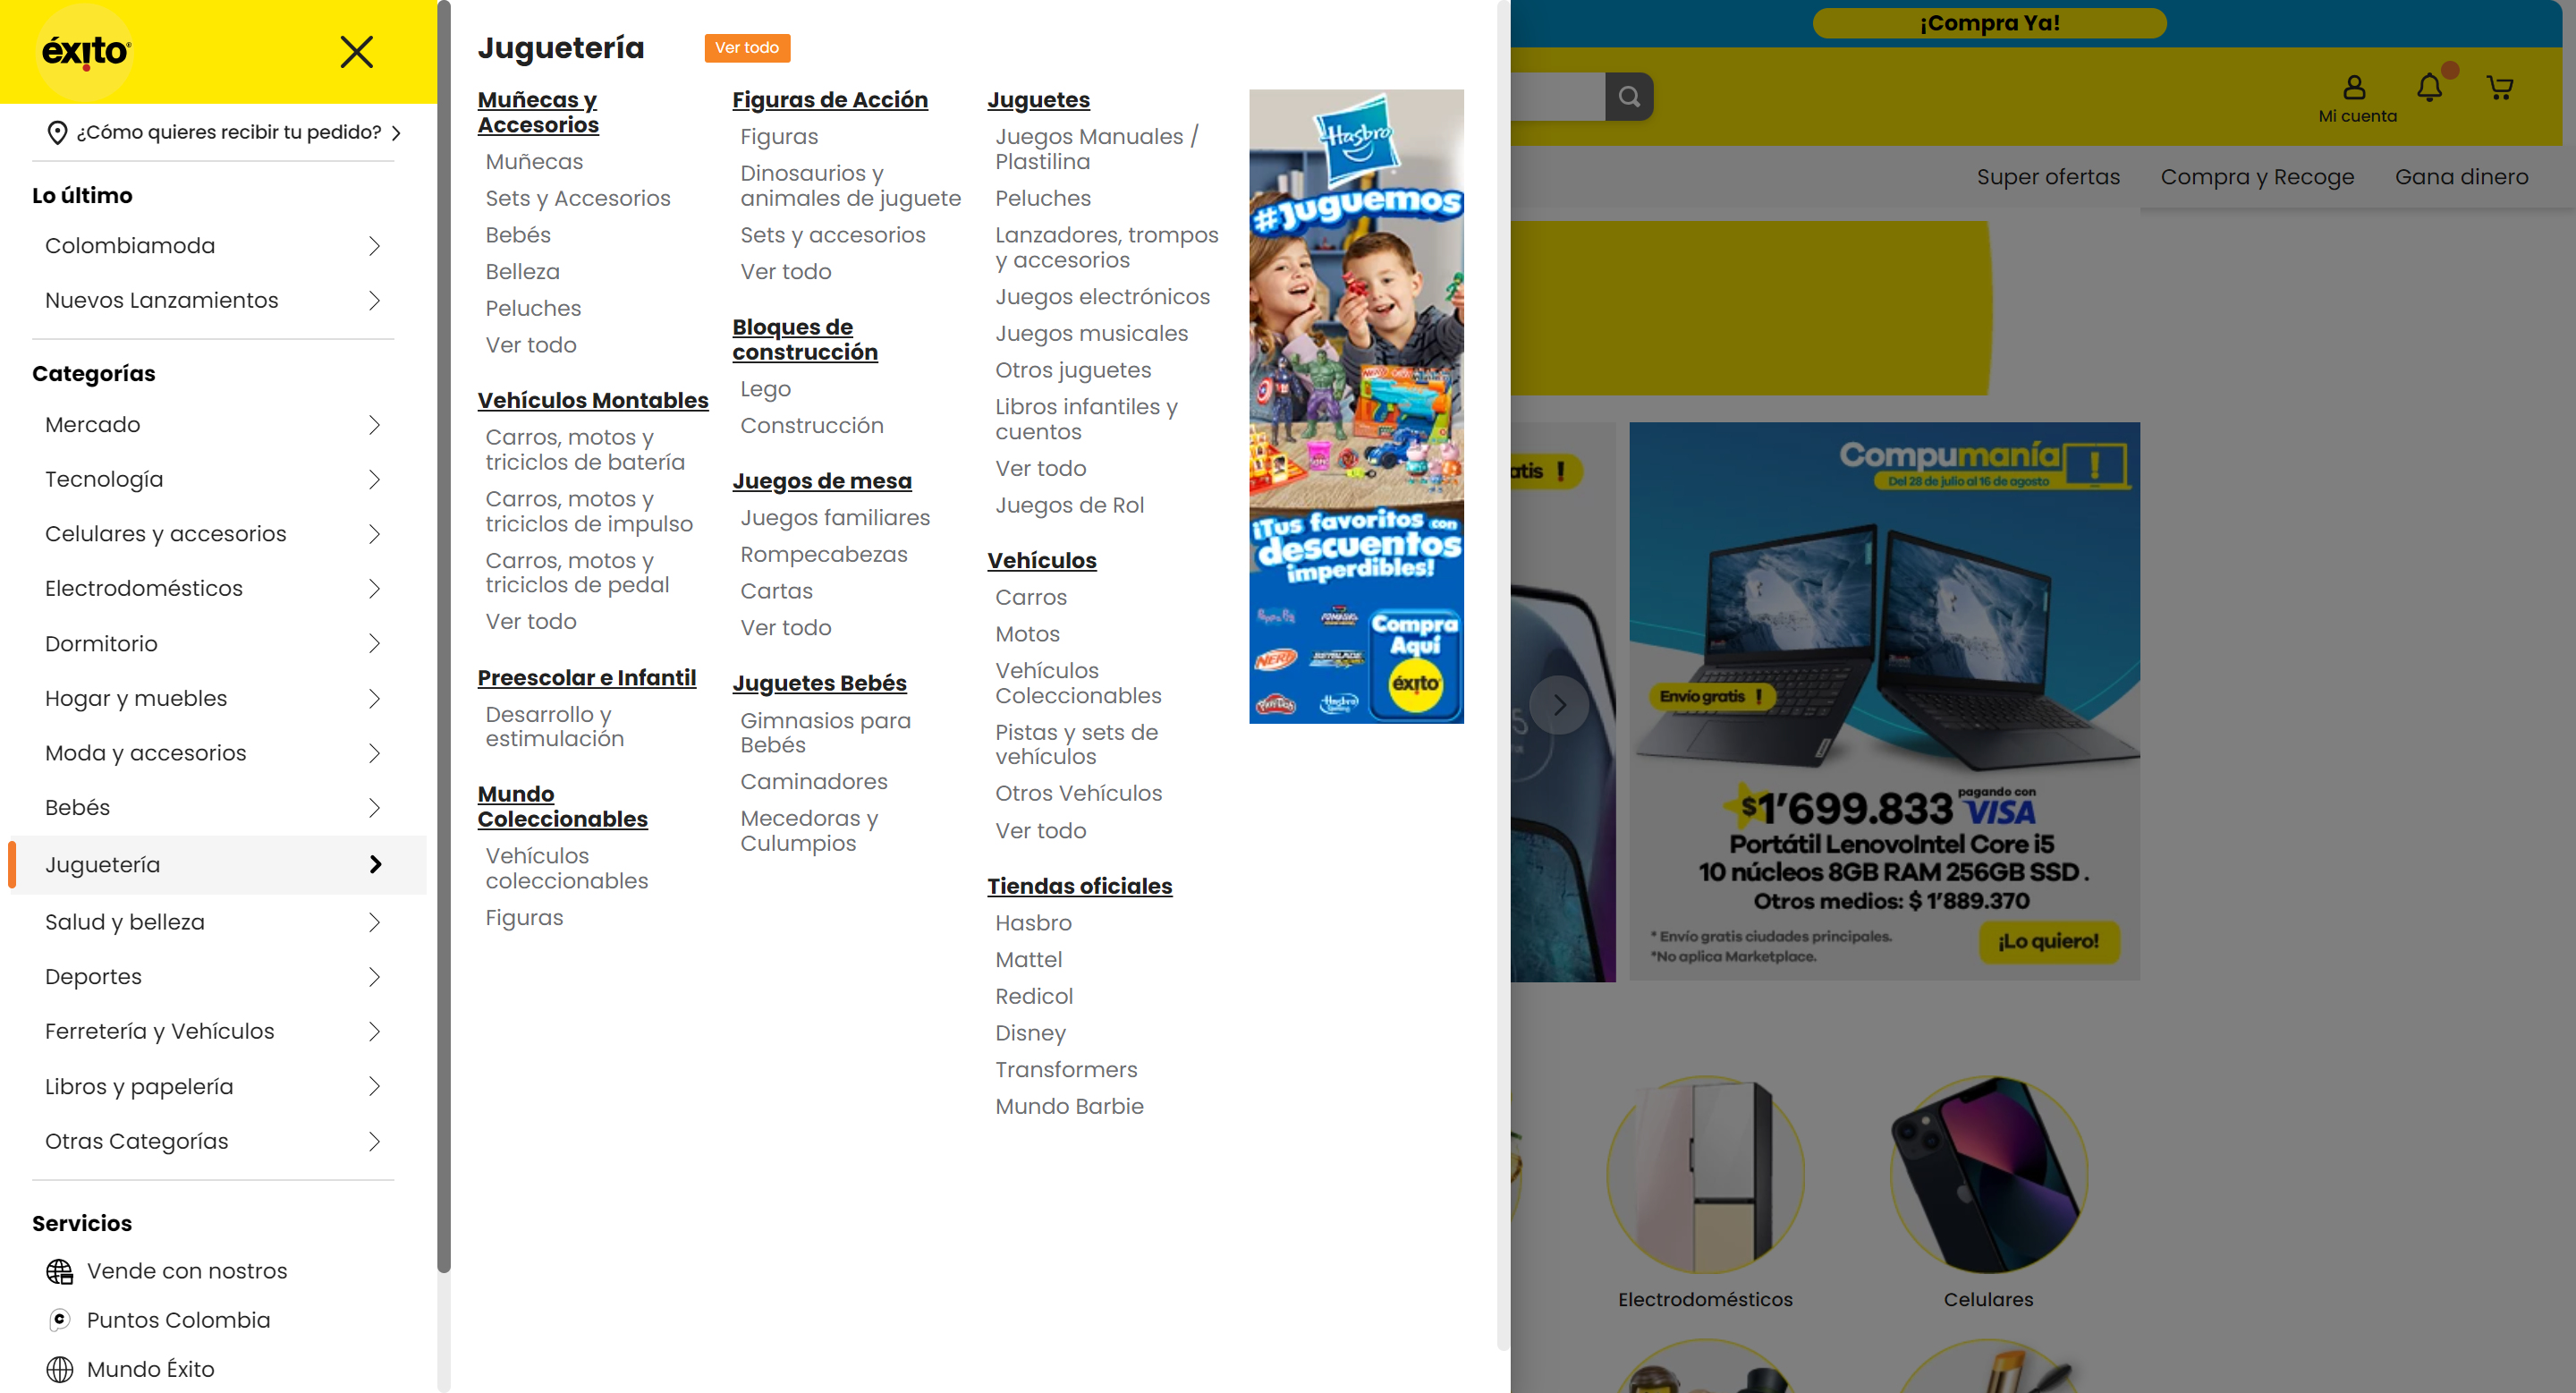 éxito
¿Cómo quieres recibir tu pedido?
Lo último
Colombiamoda
Nuevos Lanzamientos
Categorías
Mercado
Tecnología
Celulares y accesorios
Electrodomésticos
Dormitorio
Hogar y muebles
Moda y accesorios
Bebés
Juguetería
Salud y belleza
Deportes
Ferretería y Vehículos
Libros y papelería
Otras Categorías
Servicios
Vende con nostros
Puntos Colombia
Mundo Éxito
Juguetería
Ver todo
Muñecas y
Accesorios
Muñecas
Sets y Accesorios
Bebés
Belleza
Peluches
Ver todo
Vehículos Montables
Carros, motos y
triciclos de batería
Carros, motos y
triciclos de impulso
Carros, motos y
triciclos de pedal
Ver todo
Preescolar e Infantil
Desarrollo y
estimulación
Mundo
Coleccionables
Vehículos
coleccionables
Figuras
Figuras de Acción
Figuras
Dinosaurios y
animales de juguete
Sets y accesorios
Ver todo
Bloques de
construcción
Lego
Construcción
Juegos de mesa
Juegos familiares
Rompecabezas
Cartas
Ver todo
Juguetes Bebés
Gimnasios para
Bebés
Caminadores
Mecedoras y
Culumpios
Juguetes
Juegos Manuales /
Plastilina
Peluches
Lanzadores, trompos
y accesorios
Juegos electrónicos
Juegos musicales
Otros juguetes
Libros infantiles y
cuentos
Ver todo
Juegos de Rol
Vehículos
Carros
Motos
Vehículos
Coleccionables
Pistas y sets de
vehículos
Otros Vehículos
Ver todo
Tiendas oficiales
Hasbro
Mattel
Redicol
Disney
Transformers
Mundo Barbie
Hasbro
#Juguemos
¡Tus favoritos con
descuentos
imperdibles!
Compra
Aquí
éxito
NERF
Play-Doh
¡Compra Ya!
Mi cuenta
Super ofertas
Compra y Recoge
Gana dinero
atis !
Compumanía
Del 28 de julio al 16 de agosto
Envío gratis !
$1’699.833 pagando con VISA
Portátil LenovoIntel Core i5
10 núcleos 8GB RAM 256GB SSD .
Otros medios: $ 1’889.370
* Envío gratis ciudades principales.
*No aplica Marketplace.
¡Lo quiero!
Electrodomésticos
Celulares